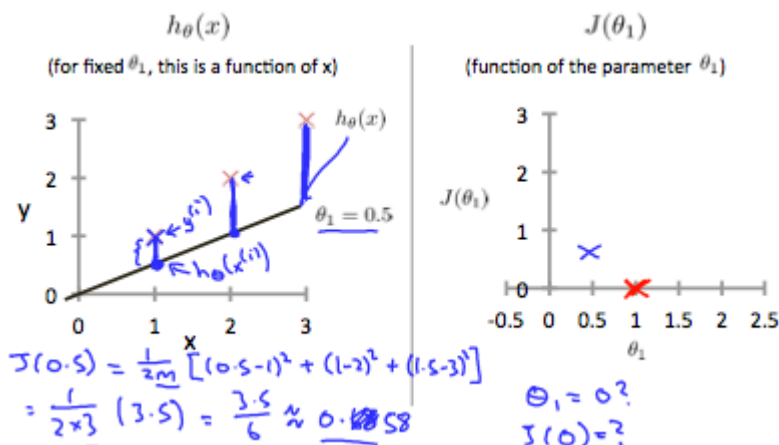 hθ(x)
(for fixed θ1, this is a function of x)
3
2
1
0
y
0 1 2 3
x
hθ(x)
θ1 = 0.5
y(i)
hθ(x(i))
J(0.5) = 1/2m [(0.5-1)² + (1-2)² + (1.5-3)²]
= 1/2×3 (3.5) = 3.5/6 ≈ 0.58
J(θ1)
(function of the parameter θ1)
3
2
1
0
J(θ1)
-0.5 0 0.5 1 1.5 2 2.5
θ1
θ1 = 0?
J(0) = ?